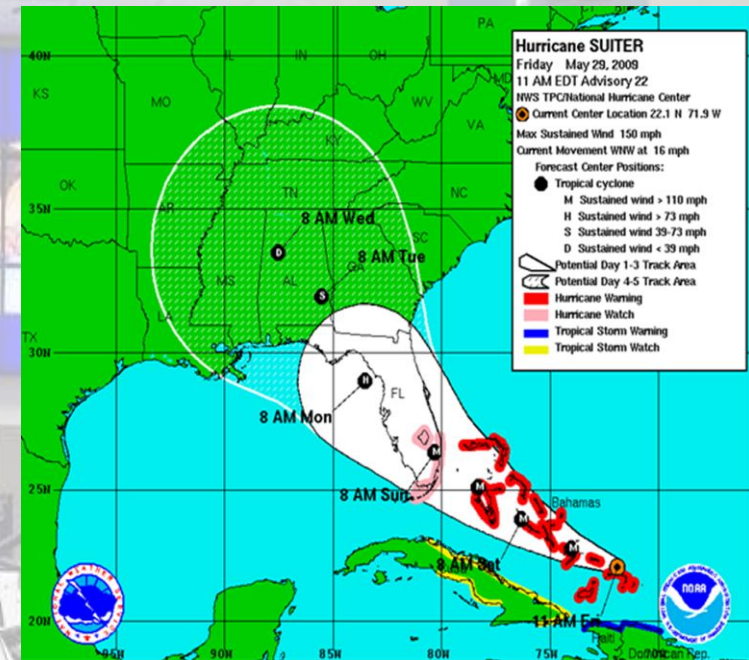 Hurricane SUITER
Friday May 29, 2009
11 AM EDT Advisory 22
NWS TPC/National Hurricane Center
Current Center Location 22.1 N 71.9 W
Max Sustained Wind 150 mph
Current Movement WNW at 16 mph
Forecast Center Positions:
Tropical cyclone
M Sustained wind > 110 mph
H Sustained wind > 73 mph
S Sustained wind 39-73 mph
D Sustained wind < 39 mph
Potential Day 1-3 Track Area
Potential Day 4-5 Track Area
Hurricane Warning
Hurricane Watch
Tropical Storm Warning
Tropical Storm Watch
PA
40N
IL IN OH
MD
KS MO WV
KY VA
OK
TN NC
AR
35N
8 AM Wed
SC
D 8 AM Tue
MS AL GA
S
LA
TX
30N
FL
H
8 AM Mon
M
8 AM Sun
25N
M
Bahamas
M
M
8 AM Sat
NOAA
20N
11 AM Fri
Haiti
Dominican Rep.
95W 90W 85W 80W 75W 70W